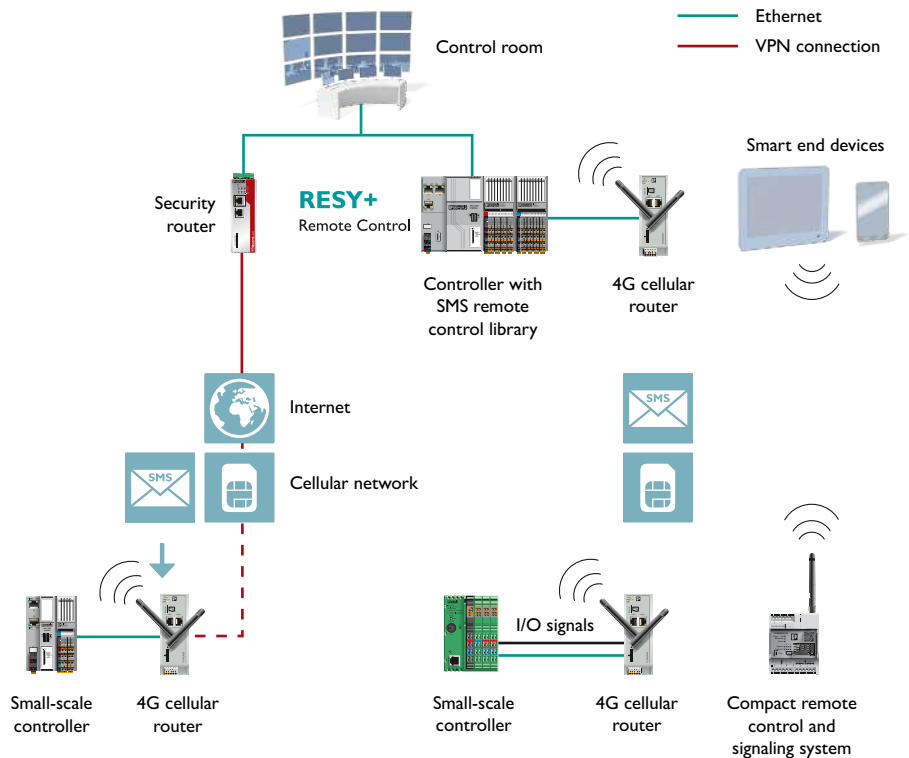 Ethernet
VPN connection
Control room
Smart end devices
Security
router
RESY+
Remote Control
Controller with
SMS remote
control library
4G cellular
router
Internet
SMS
SMS
Cellular network
I/O signals
Small-scale
controller
4G cellular
router
Small-scale
controller
4G cellular
router
Compact remote
control and
signaling system